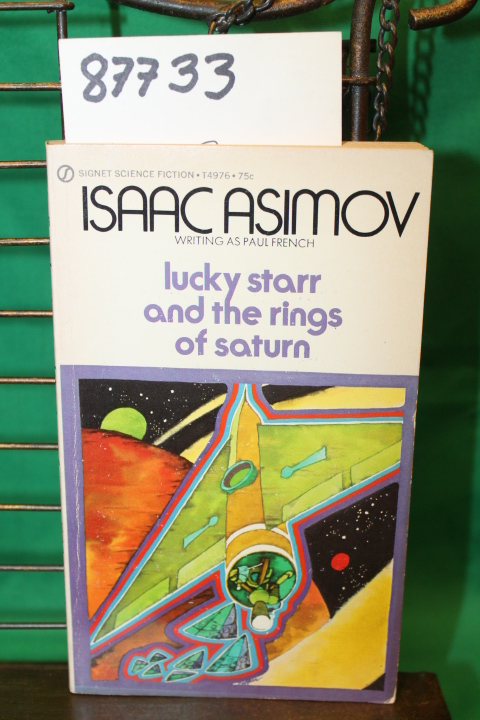 87733
SIGNET SCIENCE FICTION • T4976 • 75c
ISAAC ASIMOV
WRITING AS PAUL FRENCH
lucky starr
and the rings
of saturn